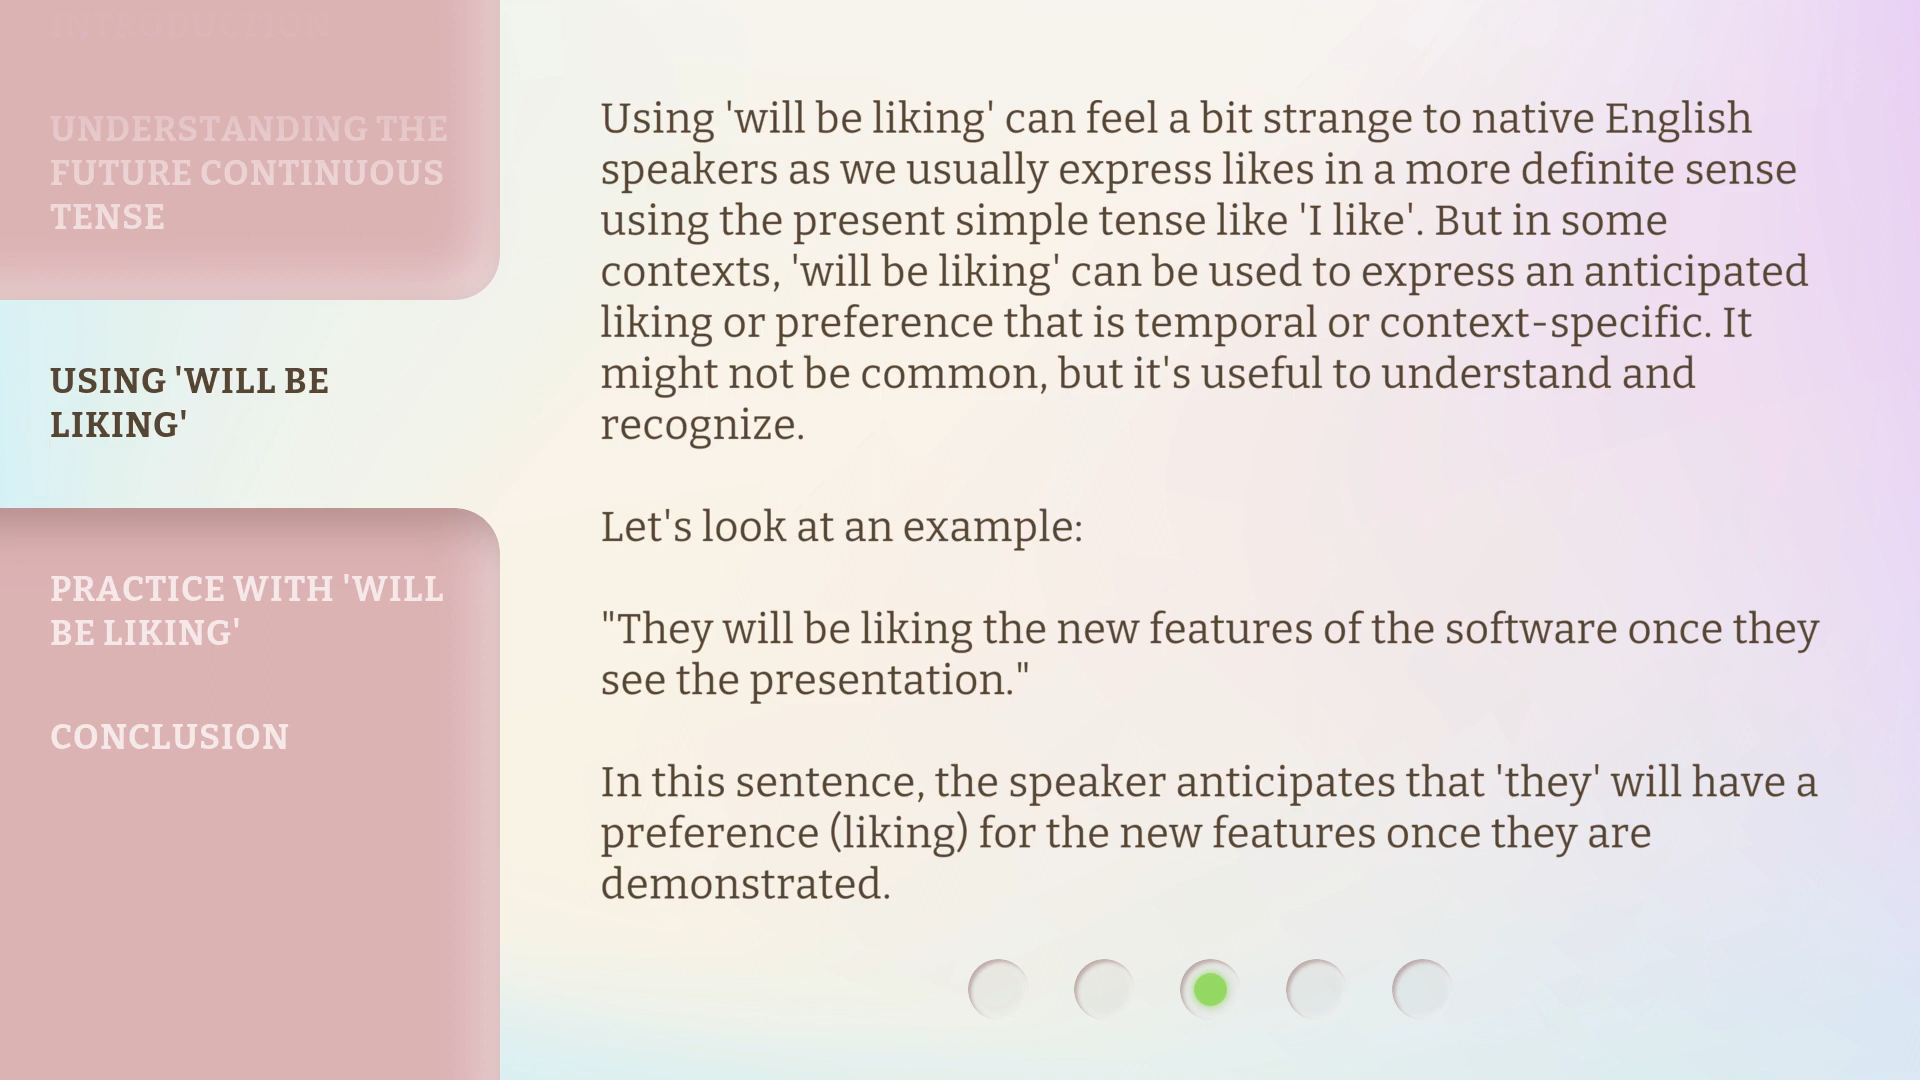 INTRODUCTION
UNDERSTANDING THE
FUTURE CONTINUOUS
TENSE
USING 'WILL BE
LIKING'
PRACTICE WITH 'WILL
BE LIKING'
CONCLUSION
Using 'will be liking' can feel a bit strange to native English
speakers as we usually express likes in a more definite sense
using the present simple tense like 'I like'. But in some
contexts, 'will be liking' can be used to express an anticipated
liking or preference that is temporal or context-specific. It
might not be common, but it's useful to understand and
recognize.
Let's look at an example:
"They will be liking the new features of the software once they
see the presentation."
In this sentence, the speaker anticipates that 'they' will have a
preference (liking) for the new features once they are
demonstrated.